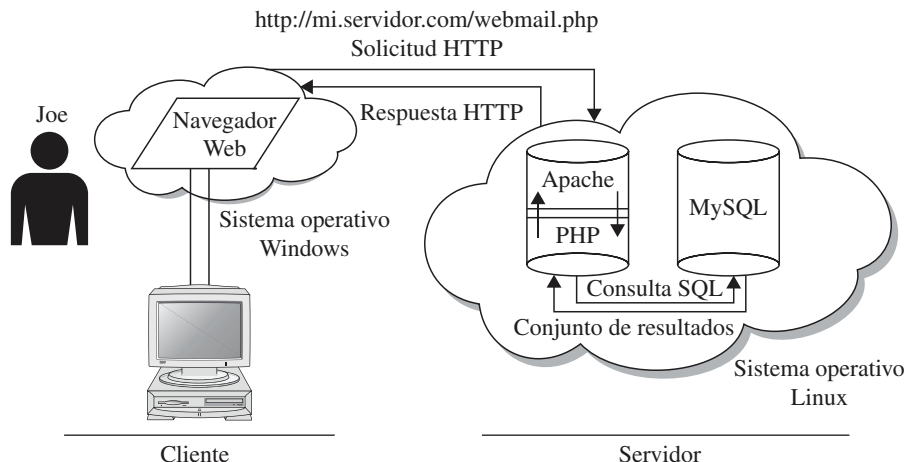 http://mi.servidor.com/webmail.php
Solicitud HTTP
Joe
Respuesta HTTP
Navegador
Web
Apache
PHP
MySQL
Sistema operativo
Windows
Consulta SQL
Conjunto de resultados
Sistema operativo
Linux
Cliente
Servidor